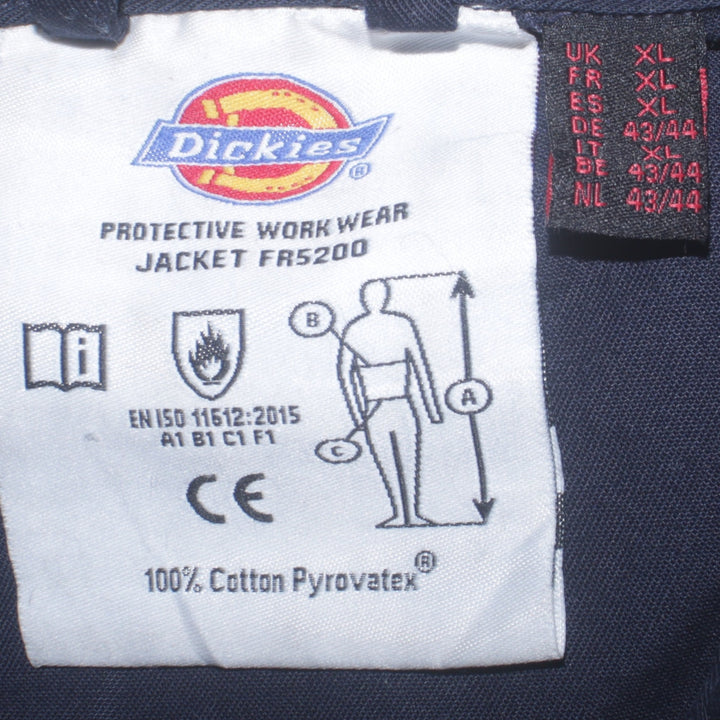 Dickies®
PROTECTIVE WORK WEAR
JACKET FR5200
B
A
C
i
EN ISO 11612:2015
A1 B1 C1 F1
CE
100% Cotton Pyrovatex®
UK XL
FR XL
ES XL
DE 43/44
IT XL
BE 43/44
NL 43/44